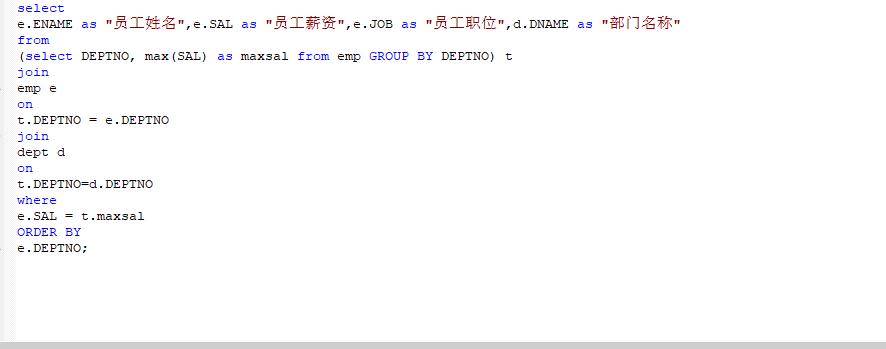 select
e.ENAME as "员工姓名",e.SAL as "员工薪资",e.JOB as "员工职位",d.DNAME as "部门名称"
from
(select DEPTNO, max(SAL) as maxsal from emp GROUP BY DEPTNO) t
join
emp e
on
t.DEPTNO = e.DEPTNO
join
dept d
on
t.DEPTNO=d.DEPTNO
where
e.SAL = t.maxsal
ORDER BY
e.DEPTNO;